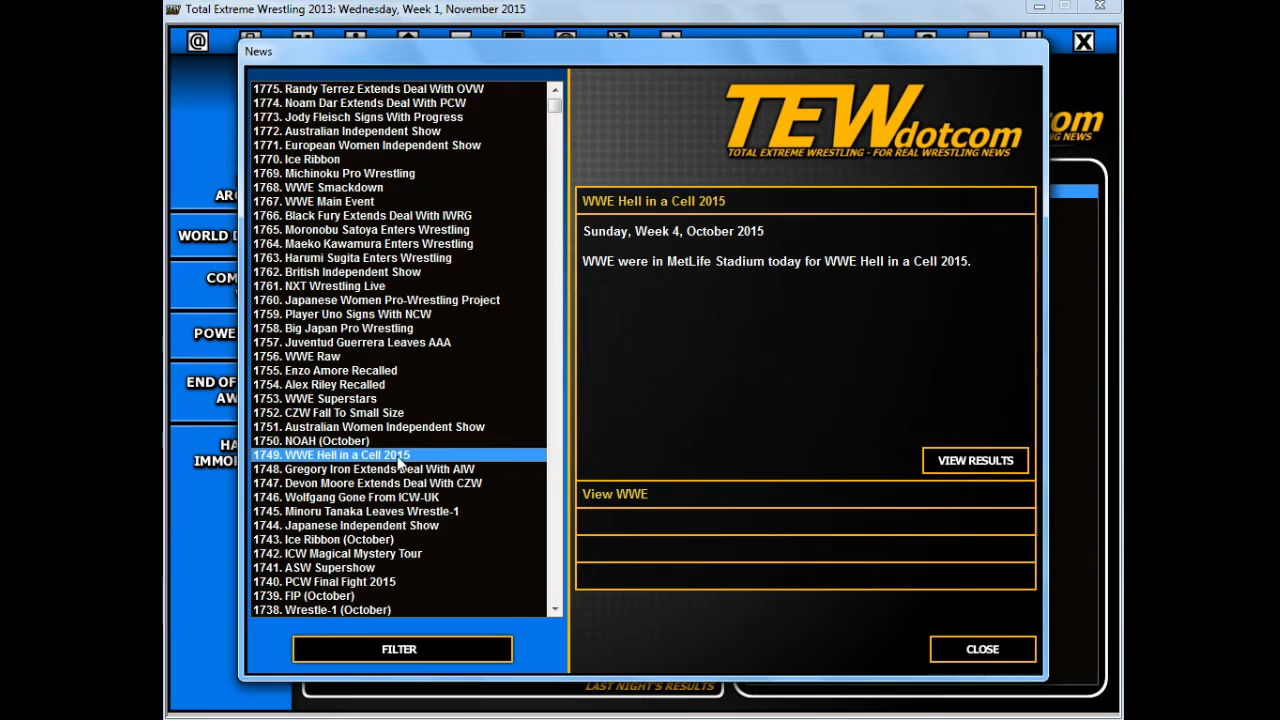 Total Extreme Wrestling 2013: Wednesday, Week 1, November 2015
@
X
News
1775. Randy Terrez Extends Deal With OVW
1774. Noam Dar Extends Deal With PCW
1773. Jody Fleisch Signs With Progress
1772. Australian Independent Show
1771. European Women Independent Show
1770. Ice Ribbon
1769. Michinoku Pro Wrestling
1768. WWE Smackdown
1767. WWE Main Event
1766. Black Fury Extends Deal With IWRG
1765. Moronobu Satoya Enters Wrestling
1764. Maeko Kawamura Enters Wrestling
1763. Harumi Sugita Enters Wrestling
1762. British Independent Show
1761. NXT Wrestling Live
1760. Japanese Women Pro-Wrestling Project
1759. Player Uno Signs With NCW
1758. Big Japan Pro Wrestling
1757. Juventud Guerrera Leaves AAA
1756. WWE Raw
1755. Enzo Amore Recalled
1754. Alex Riley Recalled
1753. WWE Superstars
1752. CZW Fall To Small Size
1751. Australian Women Independent Show
1750. NOAH (October)
1749. WWE Hell in a Cell 2015
1748. Gregory Iron Extends Deal With AIW
1747. Devon Moore Extends Deal With CZW
1746. Wolfgang Gone From ICW-UK
1745. Minoru Tanaka Leaves Wrestle-1
1744. Japanese Independent Show
1743. Ice Ribbon (October)
1742. ICW Magical Mystery Tour
1741. ASW Supershow
1740. PCW Final Fight 2015
1739. FIP (October)
1738. Wrestle-1 (October)
FILTER
TEWdotcom
TOTAL EXTREME WRESTLING - FOR REAL WRESTLING NEWS
WWE Hell in a Cell 2015
Sunday, Week 4, October 2015
WWE were in MetLife Stadium today for WWE Hell in a Cell 2015.
VIEW RESULTS
View WWE
CLOSE
AR
WORLD
COM
POWE
END OF
AW
HA
IMMO
com
NG NEWS
LAST NIGHT'S RESULTS